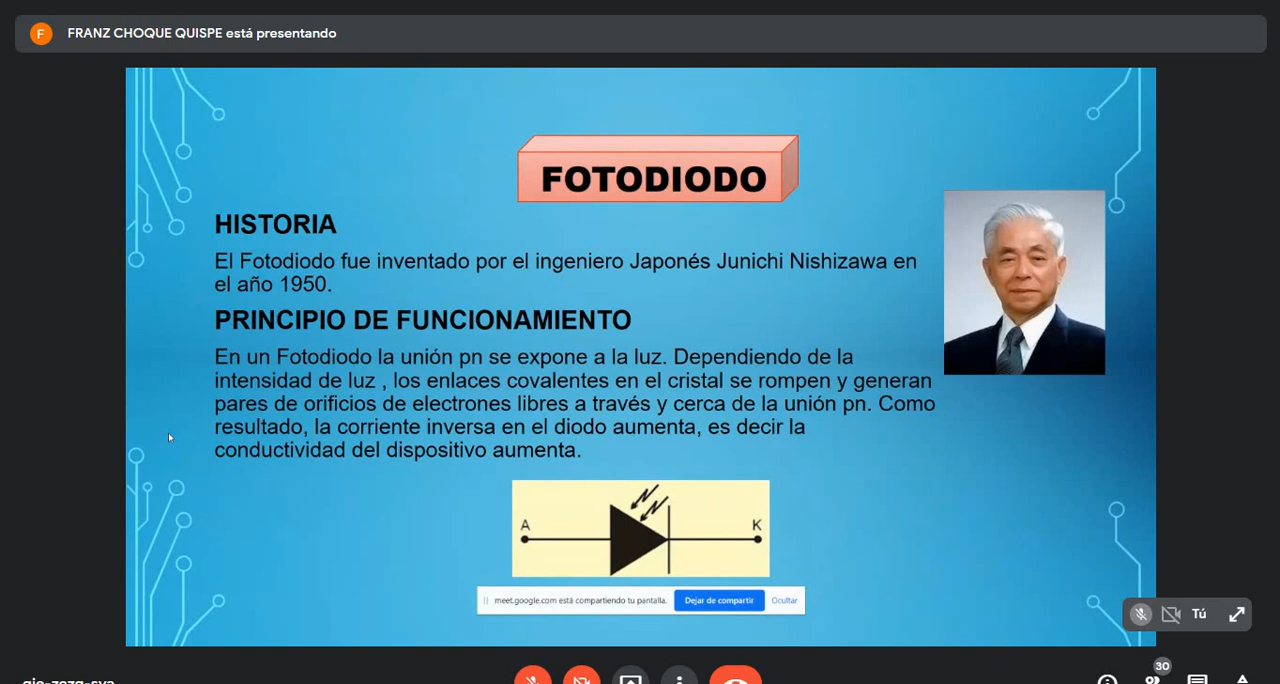 F
FRANZ CHOQUE QUISPE está presentando
FOTODIODO
HISTORIA
El Fotodiodo fue inventado por el ingeniero Japonés Junichi Nishizawa en
el año 1950.
PRINCIPIO DE FUNCIONAMIENTO
En un Fotodiodo la unión pn se expone a la luz. Dependiendo de la
intensidad de luz , los enlaces covalentes en el cristal se rompen y generan
pares de orificios de electrones libres a través y cerca de la unión pn. Como
resultado, la corriente inversa en el diodo aumenta, es decir la
conductividad del dispositivo aumenta.
A
K
meet.google.com está compartiendo tu pantalla.
Dejar de compartir
Ocultar
Tú
30